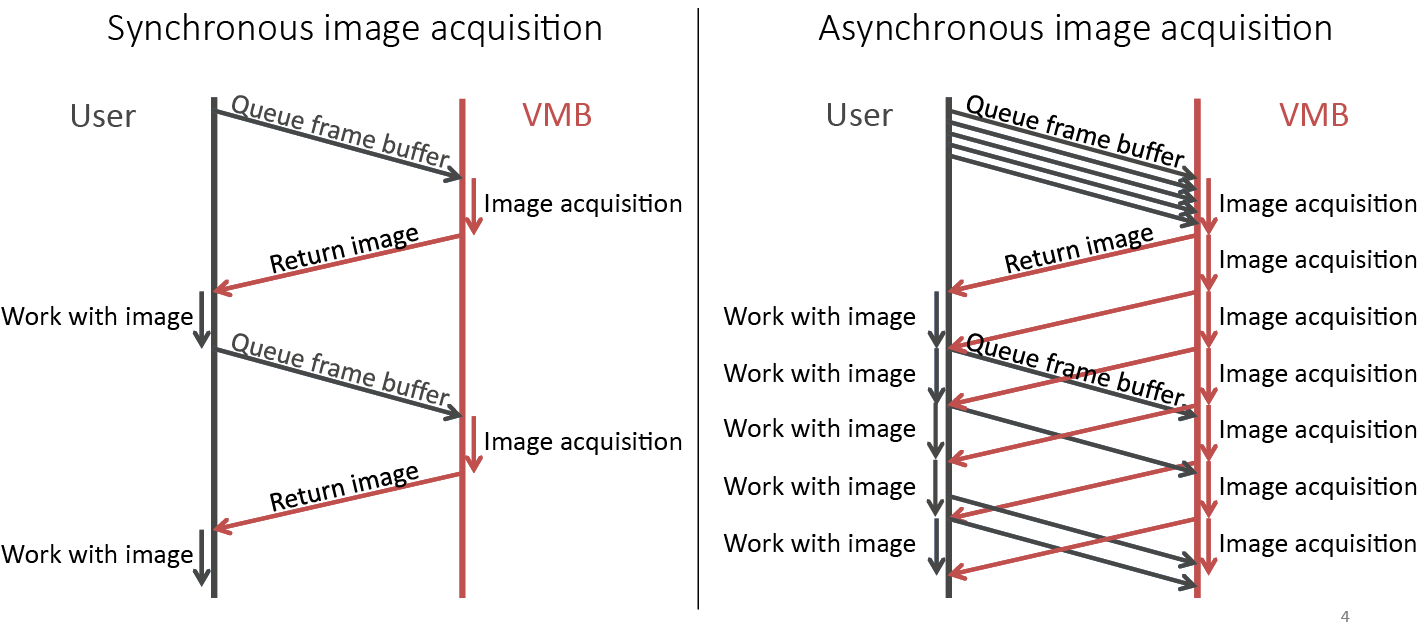 Synchronous image acquisition
User
VMB
Queue frame buffer
Image acquisition
Return image
Work with image
Queue frame buffer
Image acquisition
Return image
Work with image
Asynchronous image acquisition
User
VMB
Queue frame buffer
Image acquisition
Return image
Image acquisition
Work with image
Image acquisition
Queue frame buffer
Work with image
Image acquisition
Work with image
Image acquisition
Work with image
Image acquisition
Work with image
Image acquisition
4